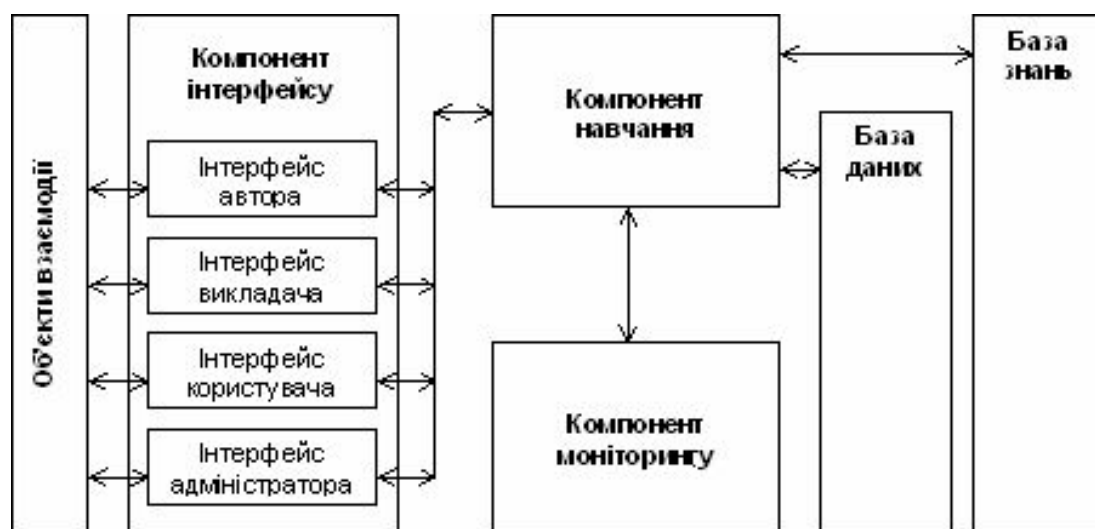 Об'єкти взаємодії
Компонент
інтерфейсу
Інтерфейс
автора
Інтерфейс
викладача
Інтерфейс
користувача
Інтерфейс
адміністратора
Компонент
навчання
Компонент
моніторингу
База
даних
База
знань